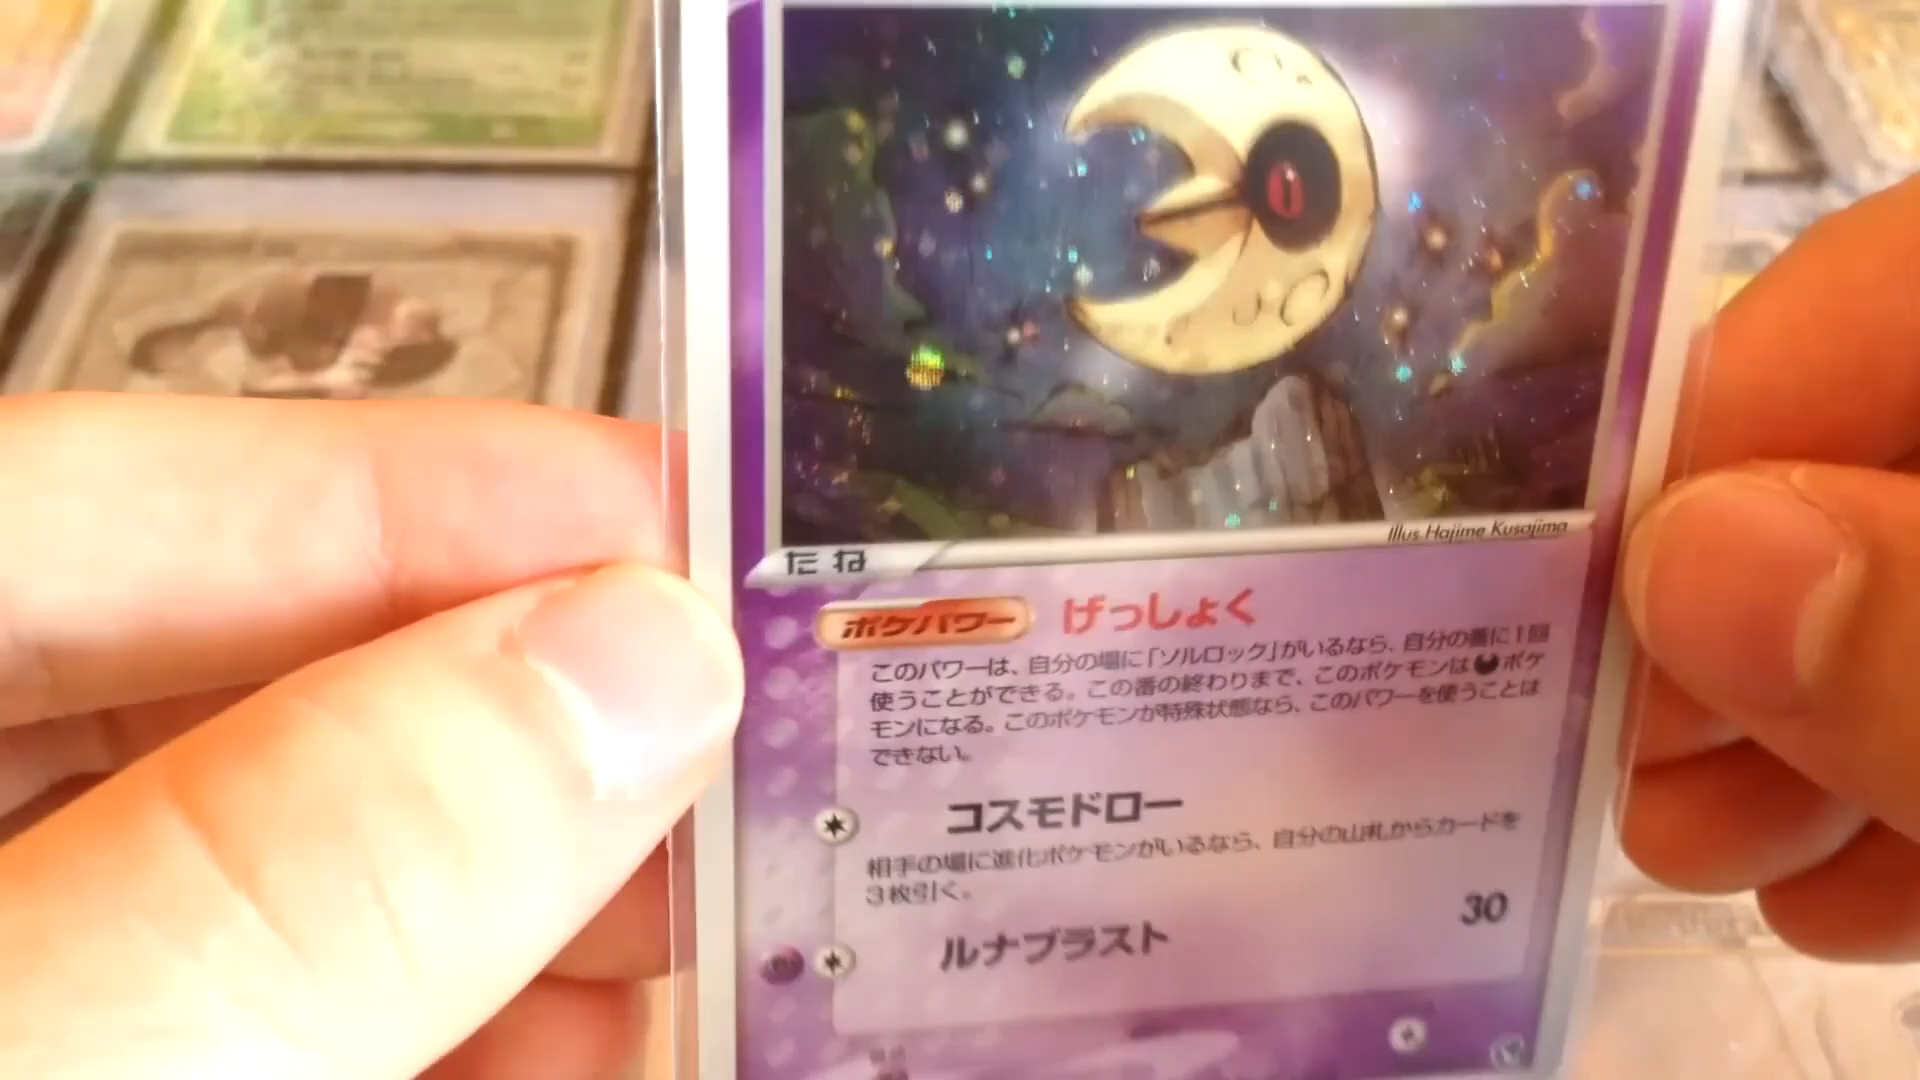 Illus. Hajime Kusajima
たね
ポケパワー げっしょく
このパワーは、自分の場に「ソルロック」がいるなら、自分の番に1回
使うことができる。この番の終わりまで、このポケモンはポケ
モンになる。このポケモンが特殊状態なら、このパワーを使うことは
できない。
コスモドロー
相手の場に進化ポケモンがいるなら、自分の山札からカードを
3枚引く。
ルナブラスト 30